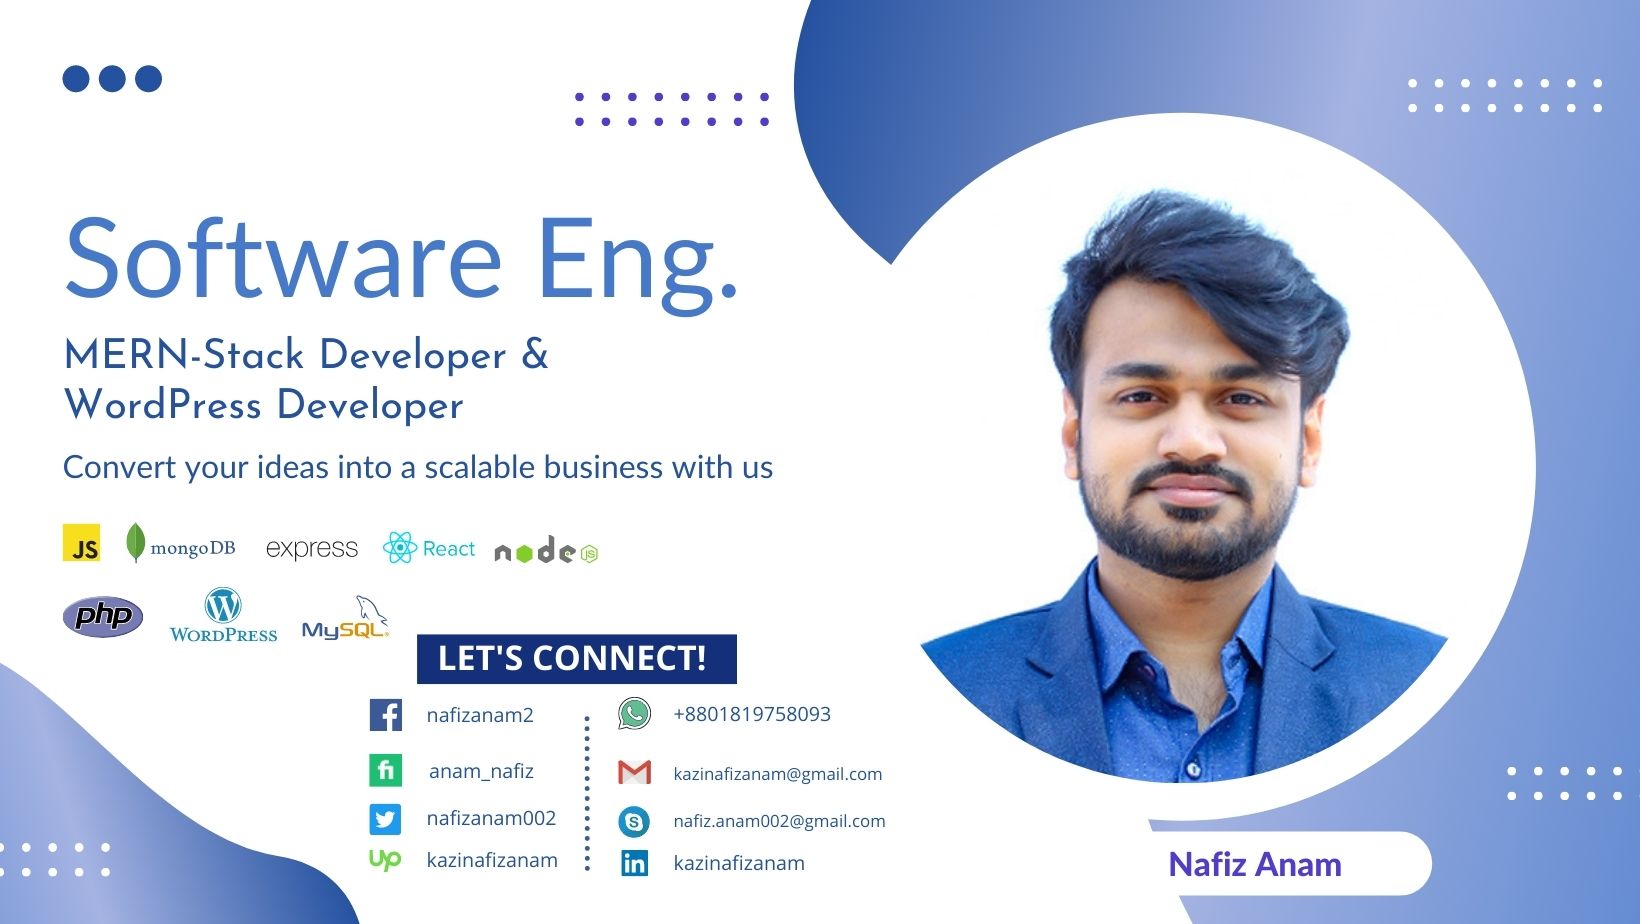 Software Eng.
MERN-Stack Developer &
WordPress Developer
Convert your ideas into a scalable business with us
JS mongoDB express React node JS
php WordPress MySQL
LET'S CONNECT!
nafizanam2
anam_nafiz
nafizanam002
kazinafizanam
+8801819758093
kazinafizanam@gmail.com
nafiz.anam002@gmail.com
kazinafizanam
Nafiz Anam